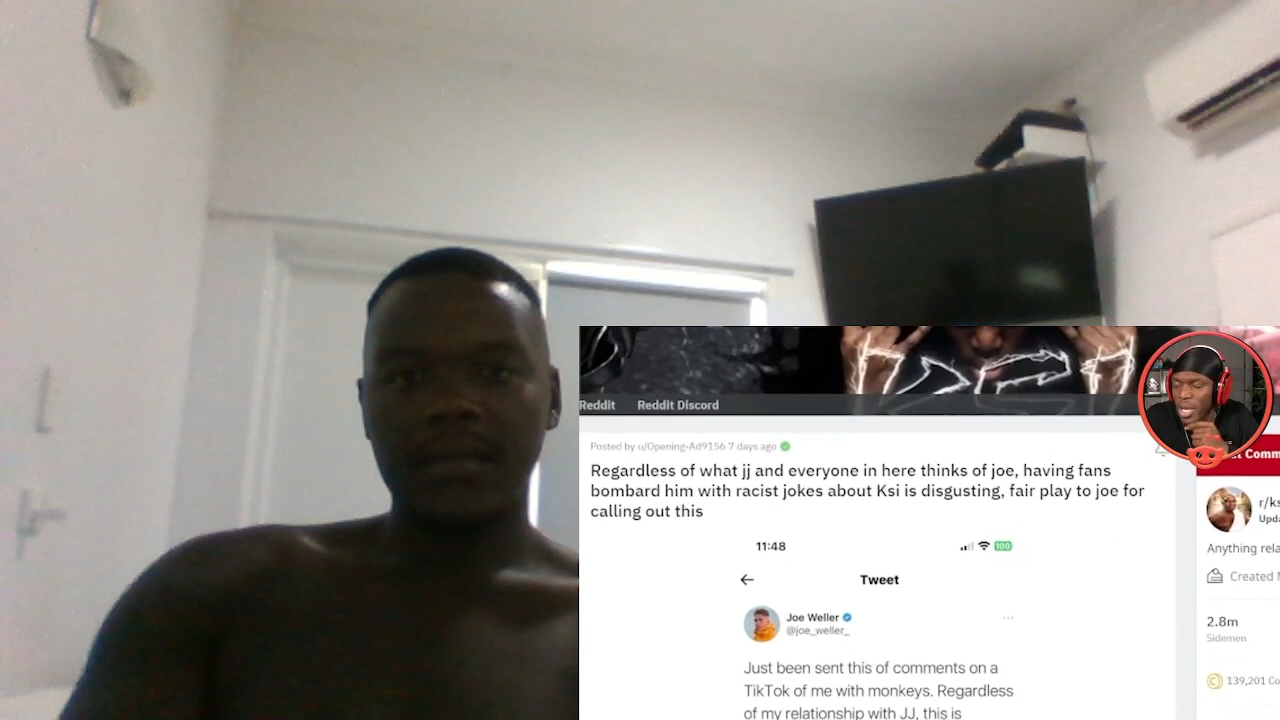 Reddit Reddit Discord
Posted by u/Opening-Ad9156 7 days ago
Regardless of what jj and everyone in here thinks of joe, having fans
bombard him with racist jokes about Ksi is disgusting, fair play to joe for
calling out this
11:48
100
Tweet
Joe Weller
@joe_weller_
Just been sent this of comments on a
TikTok of me with monkeys. Regardless
of my relationship with JJ, this is
r/ks
Anything rela
Created
2.8m
Sidemen
139,201 Co